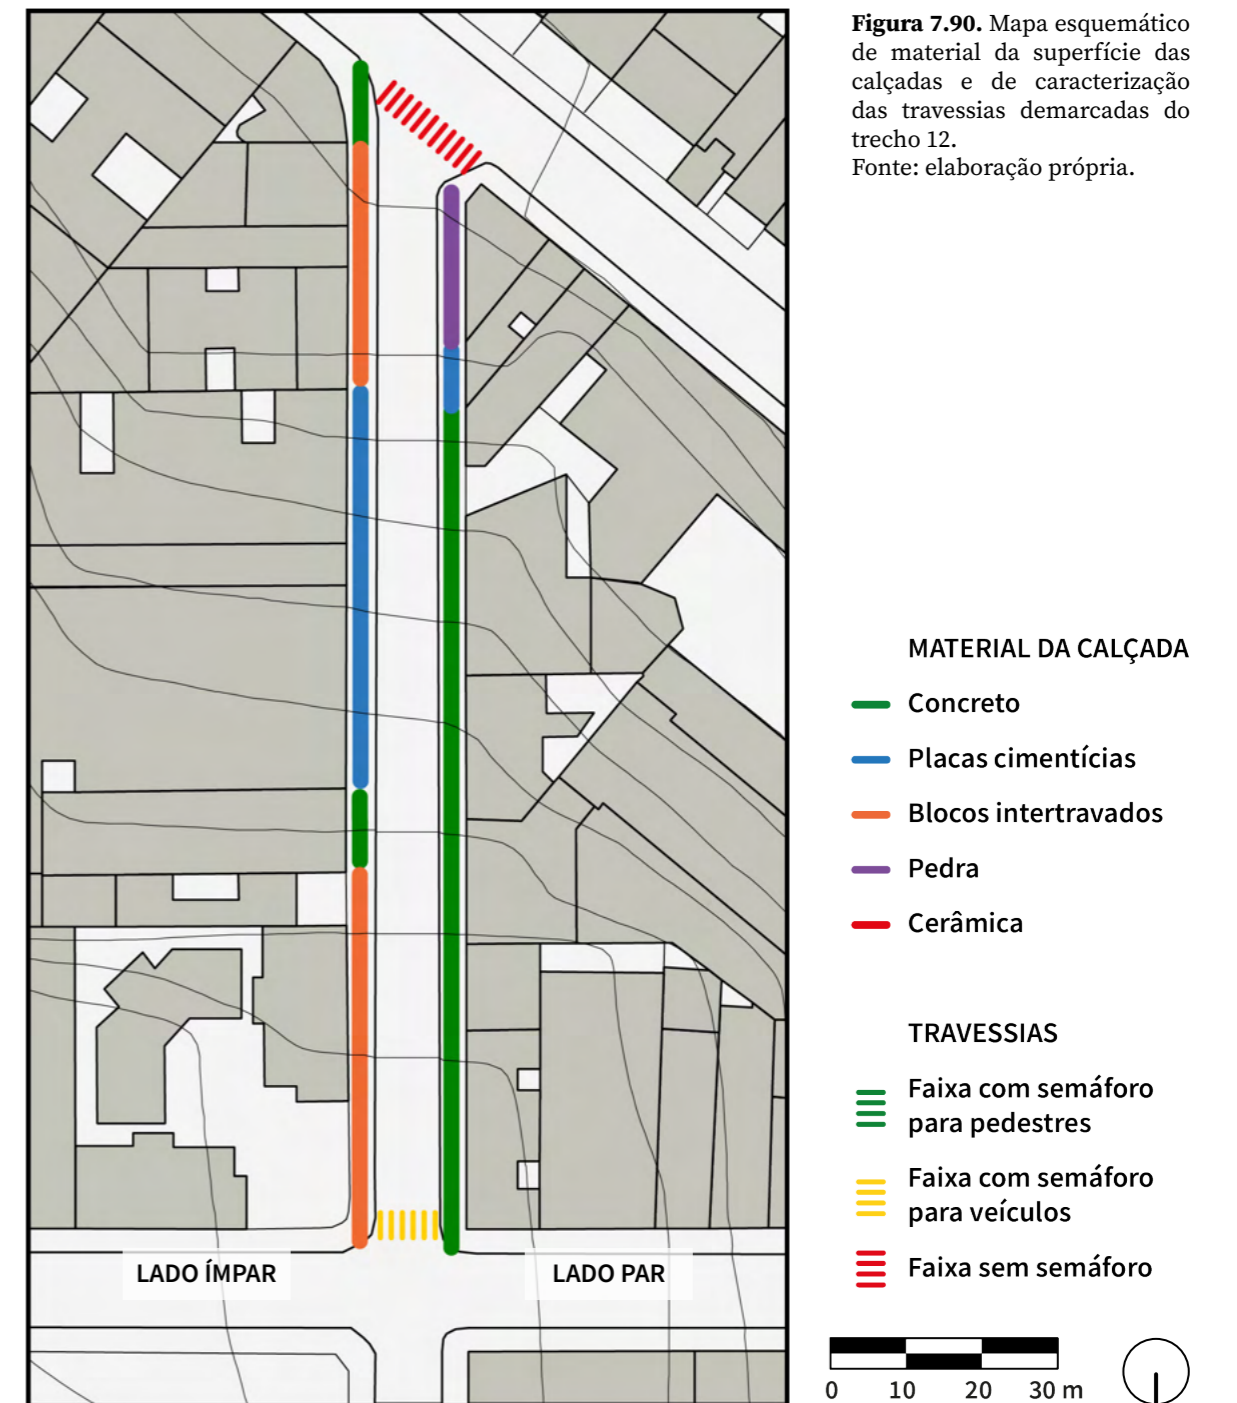 Figura 7.90. Mapa esquemático
de material da superfície das
calçadas e de caracterização
das travessias demarcadas do
trecho 12.
Fonte: elaboração própria.
MATERIAL DA CALÇADA
Concreto
Placas cimentícias
Blocos intertravados
Pedra
Cerâmica
TRAVESSIAS
Faixa com semáforo
para pedestres
Faixa com semáforo
para veículos
Faixa sem semáforo
LADO ÍMPAR
LADO PAR
0 10 20 30 m